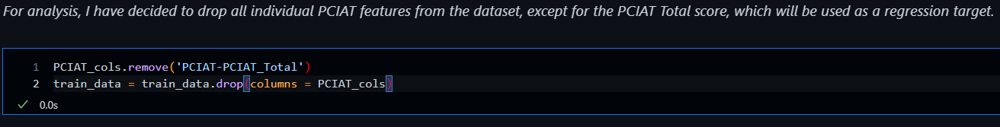 For analysis, I have decided to drop all individual PCIAT features from the dataset, except for the PCIAT Total score, which will be used as a regression target.
1 PCIAT_cols.remove('PCIAT-PCIAT_Total')
2 train_data = train_data.drop(columns = PCIAT_cols)
✓ 0.0s